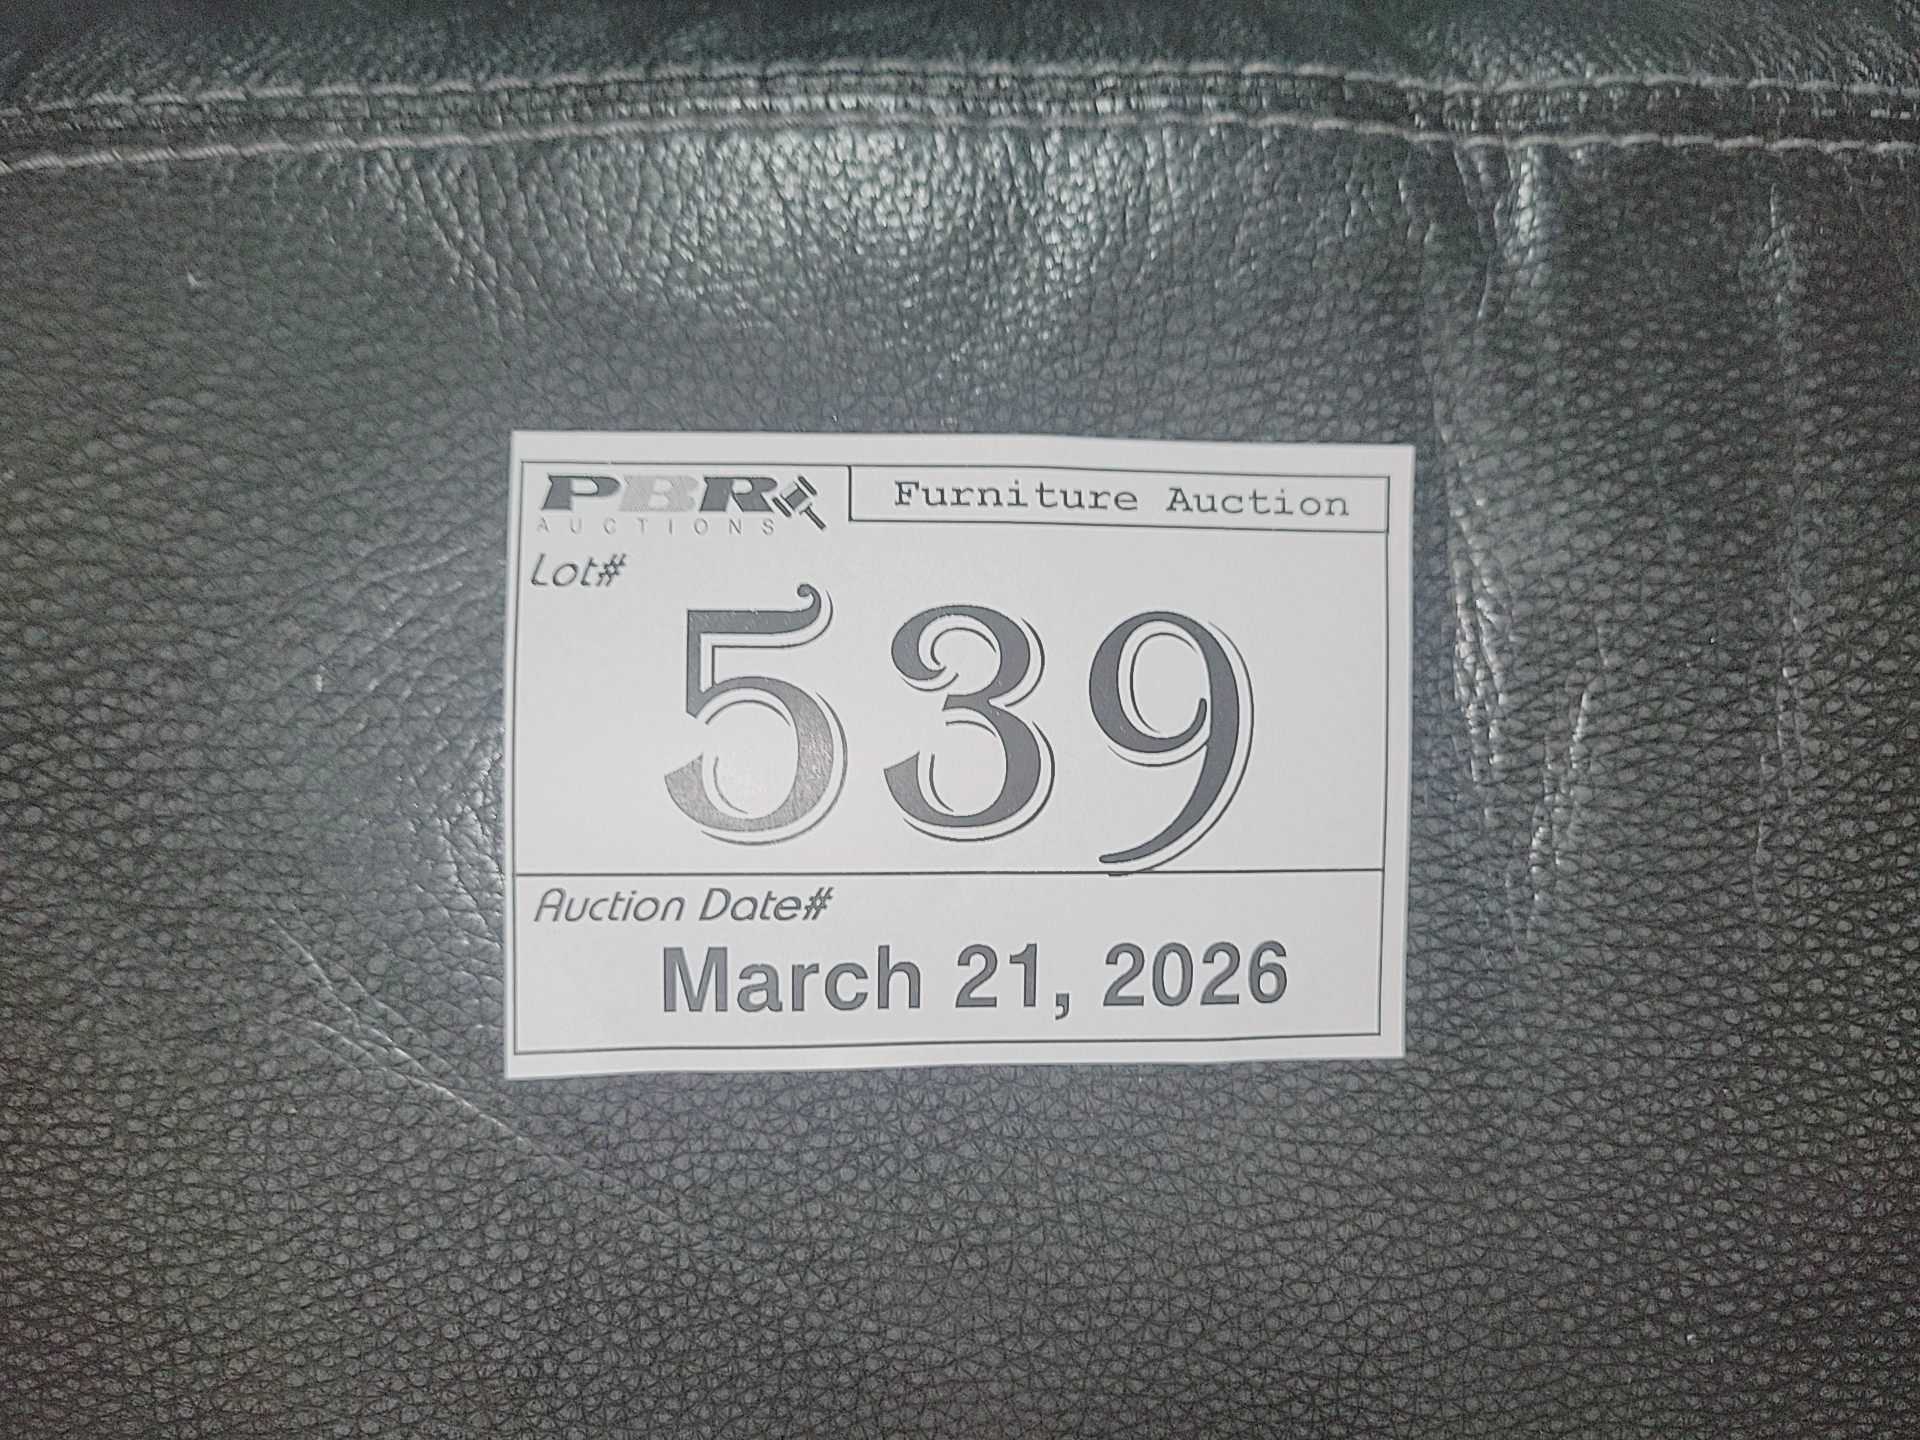 PBR
AUCTIONS
Furniture Auction
Lot#
539
Auction Date#
March 21, 2026